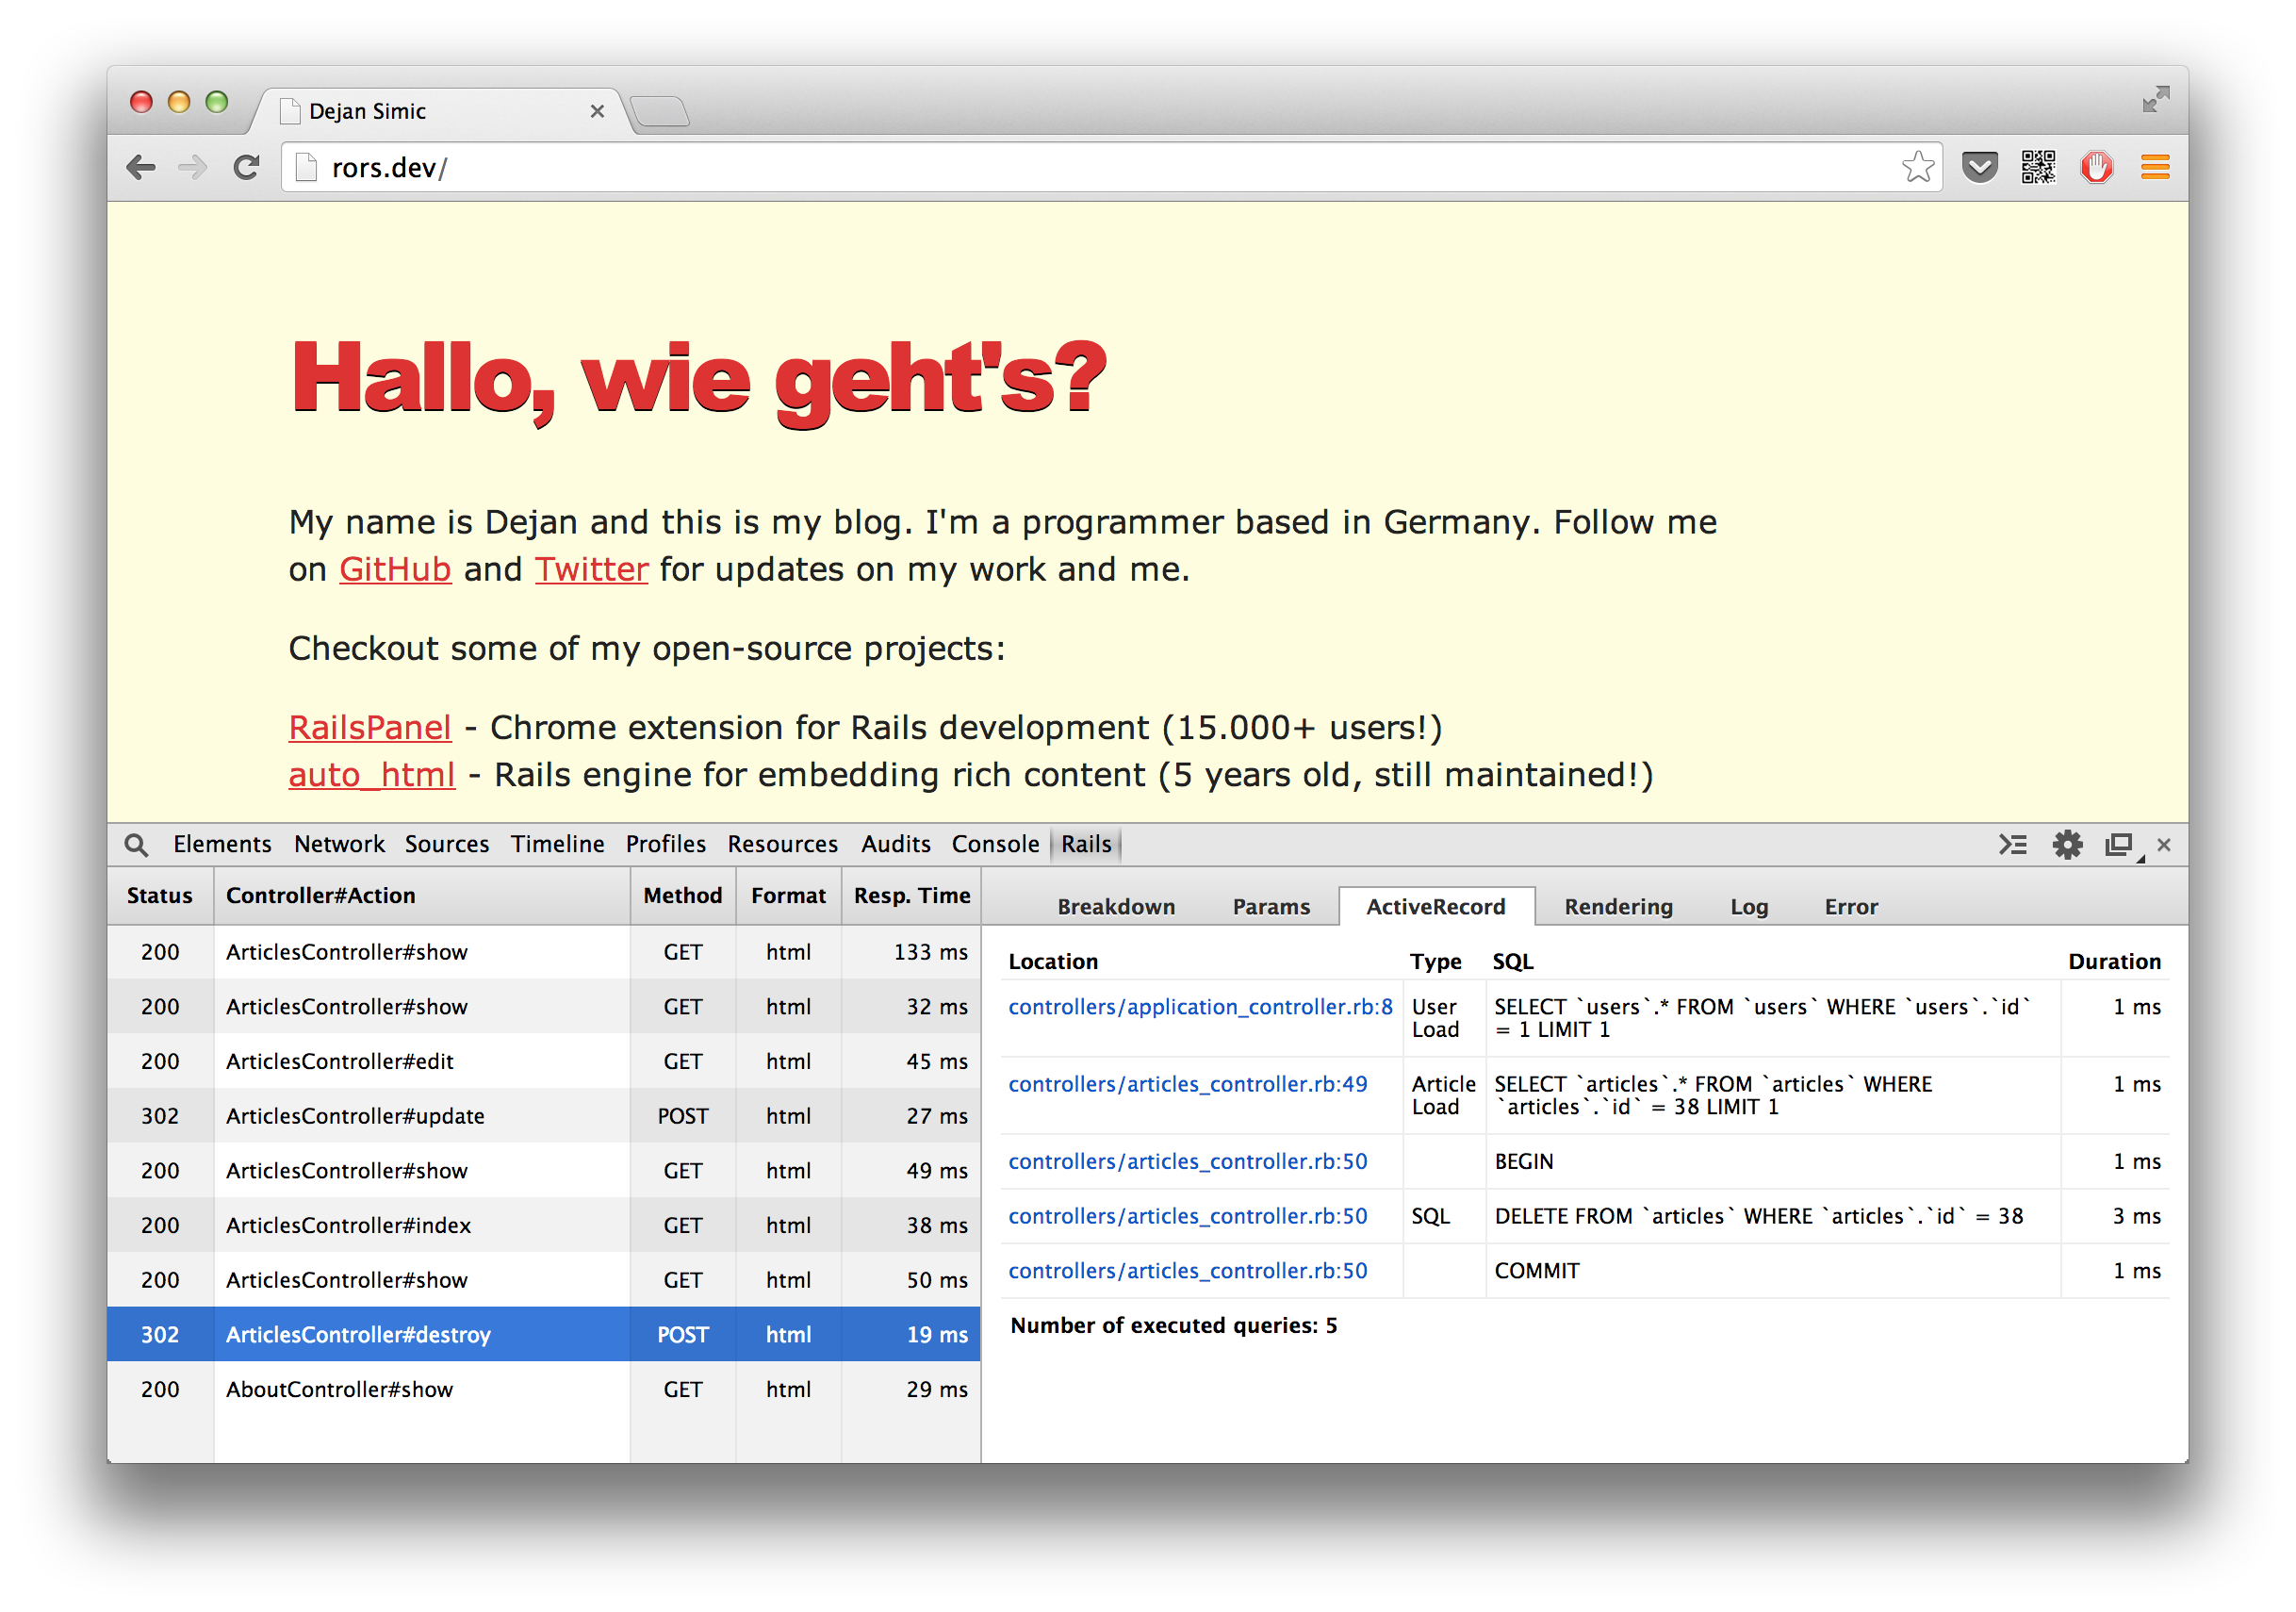 Dejan Simic
rors.dev/
Hallo, wie geht's?
My name is Dejan and this is my blog. I'm a programmer based in Germany. Follow me
on GitHub and Twitter for updates on my work and me.
Checkout some of my open-source projects:
RailsPanel - Chrome extension for Rails development (15.000+ users!)
auto_html - Rails engine for embedding rich content (5 years old, still maintained!)
Elements Network Sources Timeline Profiles Resources Audits Console Rails
Status Controller#Action Method Format Resp. Time
200 ArticlesController#show GET html 133 ms
200 ArticlesController#show GET html 32 ms
200 ArticlesController#edit GET html 45 ms
302 ArticlesController#update POST html 27 ms
200 ArticlesController#show GET html 49 ms
200 ArticlesController#index GET html 38 ms
200 ArticlesController#show GET html 50 ms
302 ArticlesController#destroy POST html 19 ms
200 AboutController#show GET html 29 ms
Breakdown Params ActiveRecord Rendering Log Error
Location Type SQL Duration
controllers/application_controller.rb:8 User SELECT `users`.* FROM `users` WHERE `users`.`id` 1 ms
Load = 1 LIMIT 1
controllers/articles_controller.rb:49 Article SELECT `articles`.* FROM `articles` WHERE 1 ms
Load `articles`.`id` = 38 LIMIT 1
controllers/articles_controller.rb:50 BEGIN 1 ms
controllers/articles_controller.rb:50 SQL DELETE FROM `articles` WHERE `articles`.`id` = 38 3 ms
controllers/articles_controller.rb:50 COMMIT 1 ms
Number of executed queries: 5